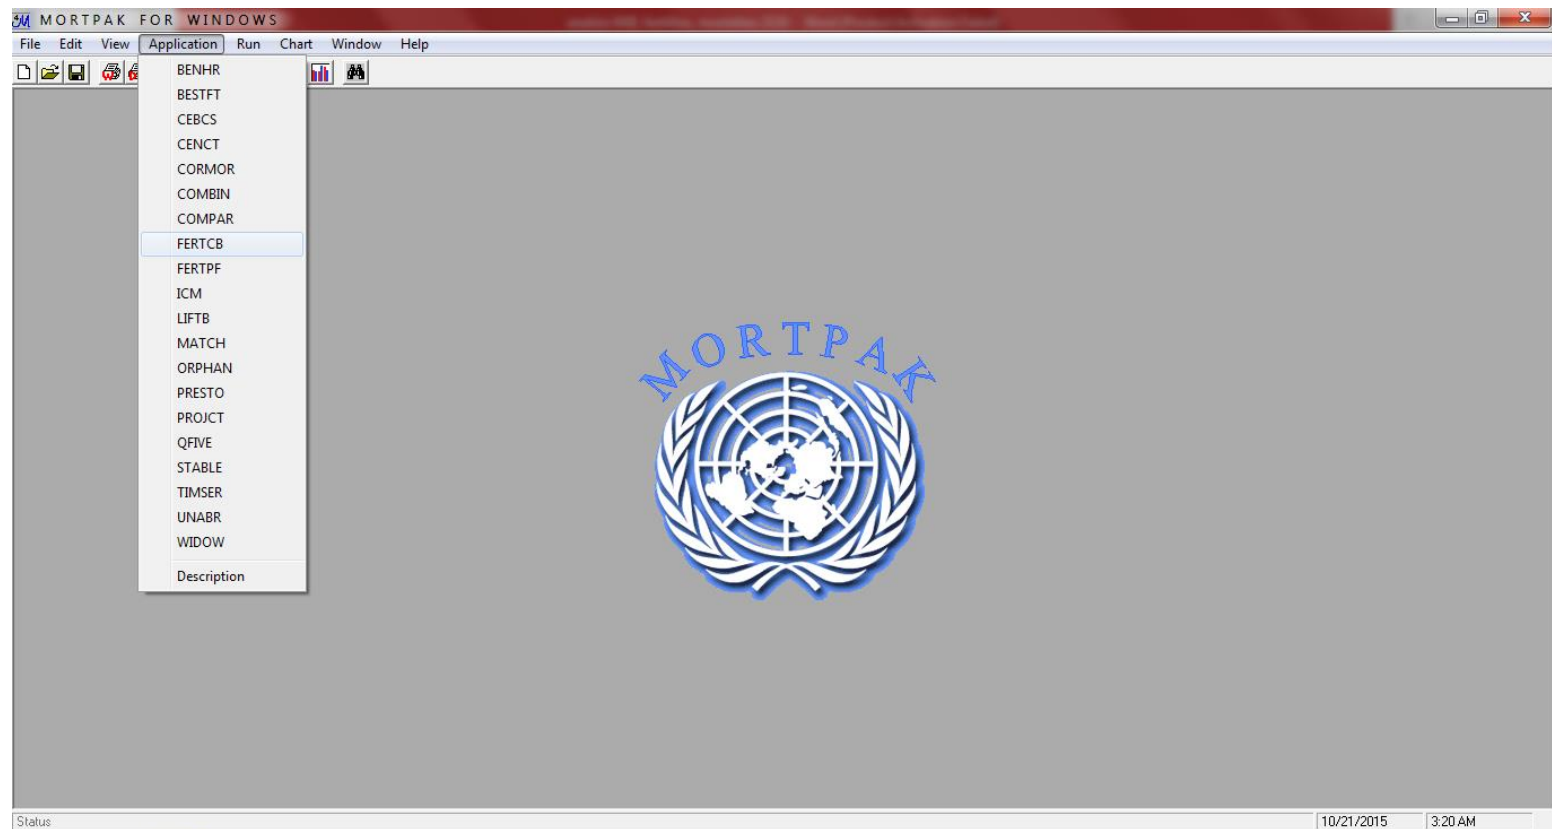 MORTPAK FOR WINDOWS
File Edit View Application Run Chart Window Help
BENHR
BESTFT
CEBCS
CENCT
CORMOR
COMBIN
COMPAR
FERTCB
FERTPF
ICM
LIFTB
MATCH
ORPHAN
PRESTO
PROJCT
QFIVE
STABLE
TIMSER
UNABR
WIDOW
Description
MORTPAK
Status 10/21/2015 3:20 AM